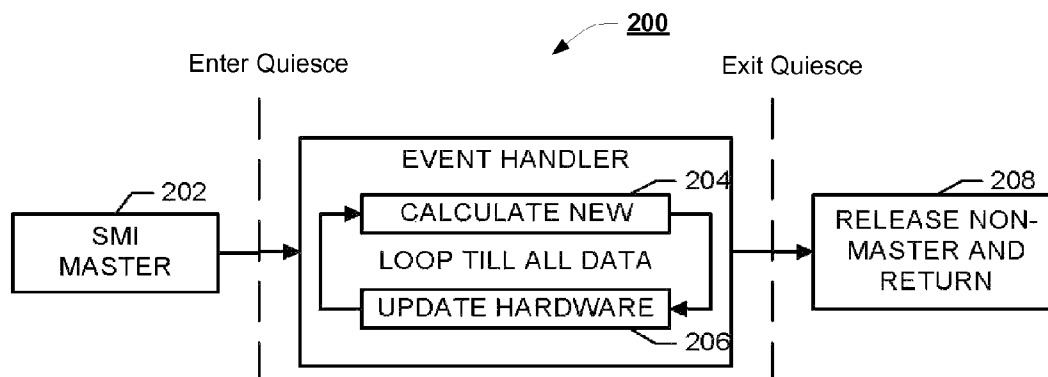 200
Enter Quiesce
Exit Quiesce
EVENT HANDLER
202
204
208
SMI
MASTER
CALCULATE NEW
LOOP TILL ALL DATA
UPDATE HARDWARE
206
RELEASE NON-
MASTER AND
RETURN